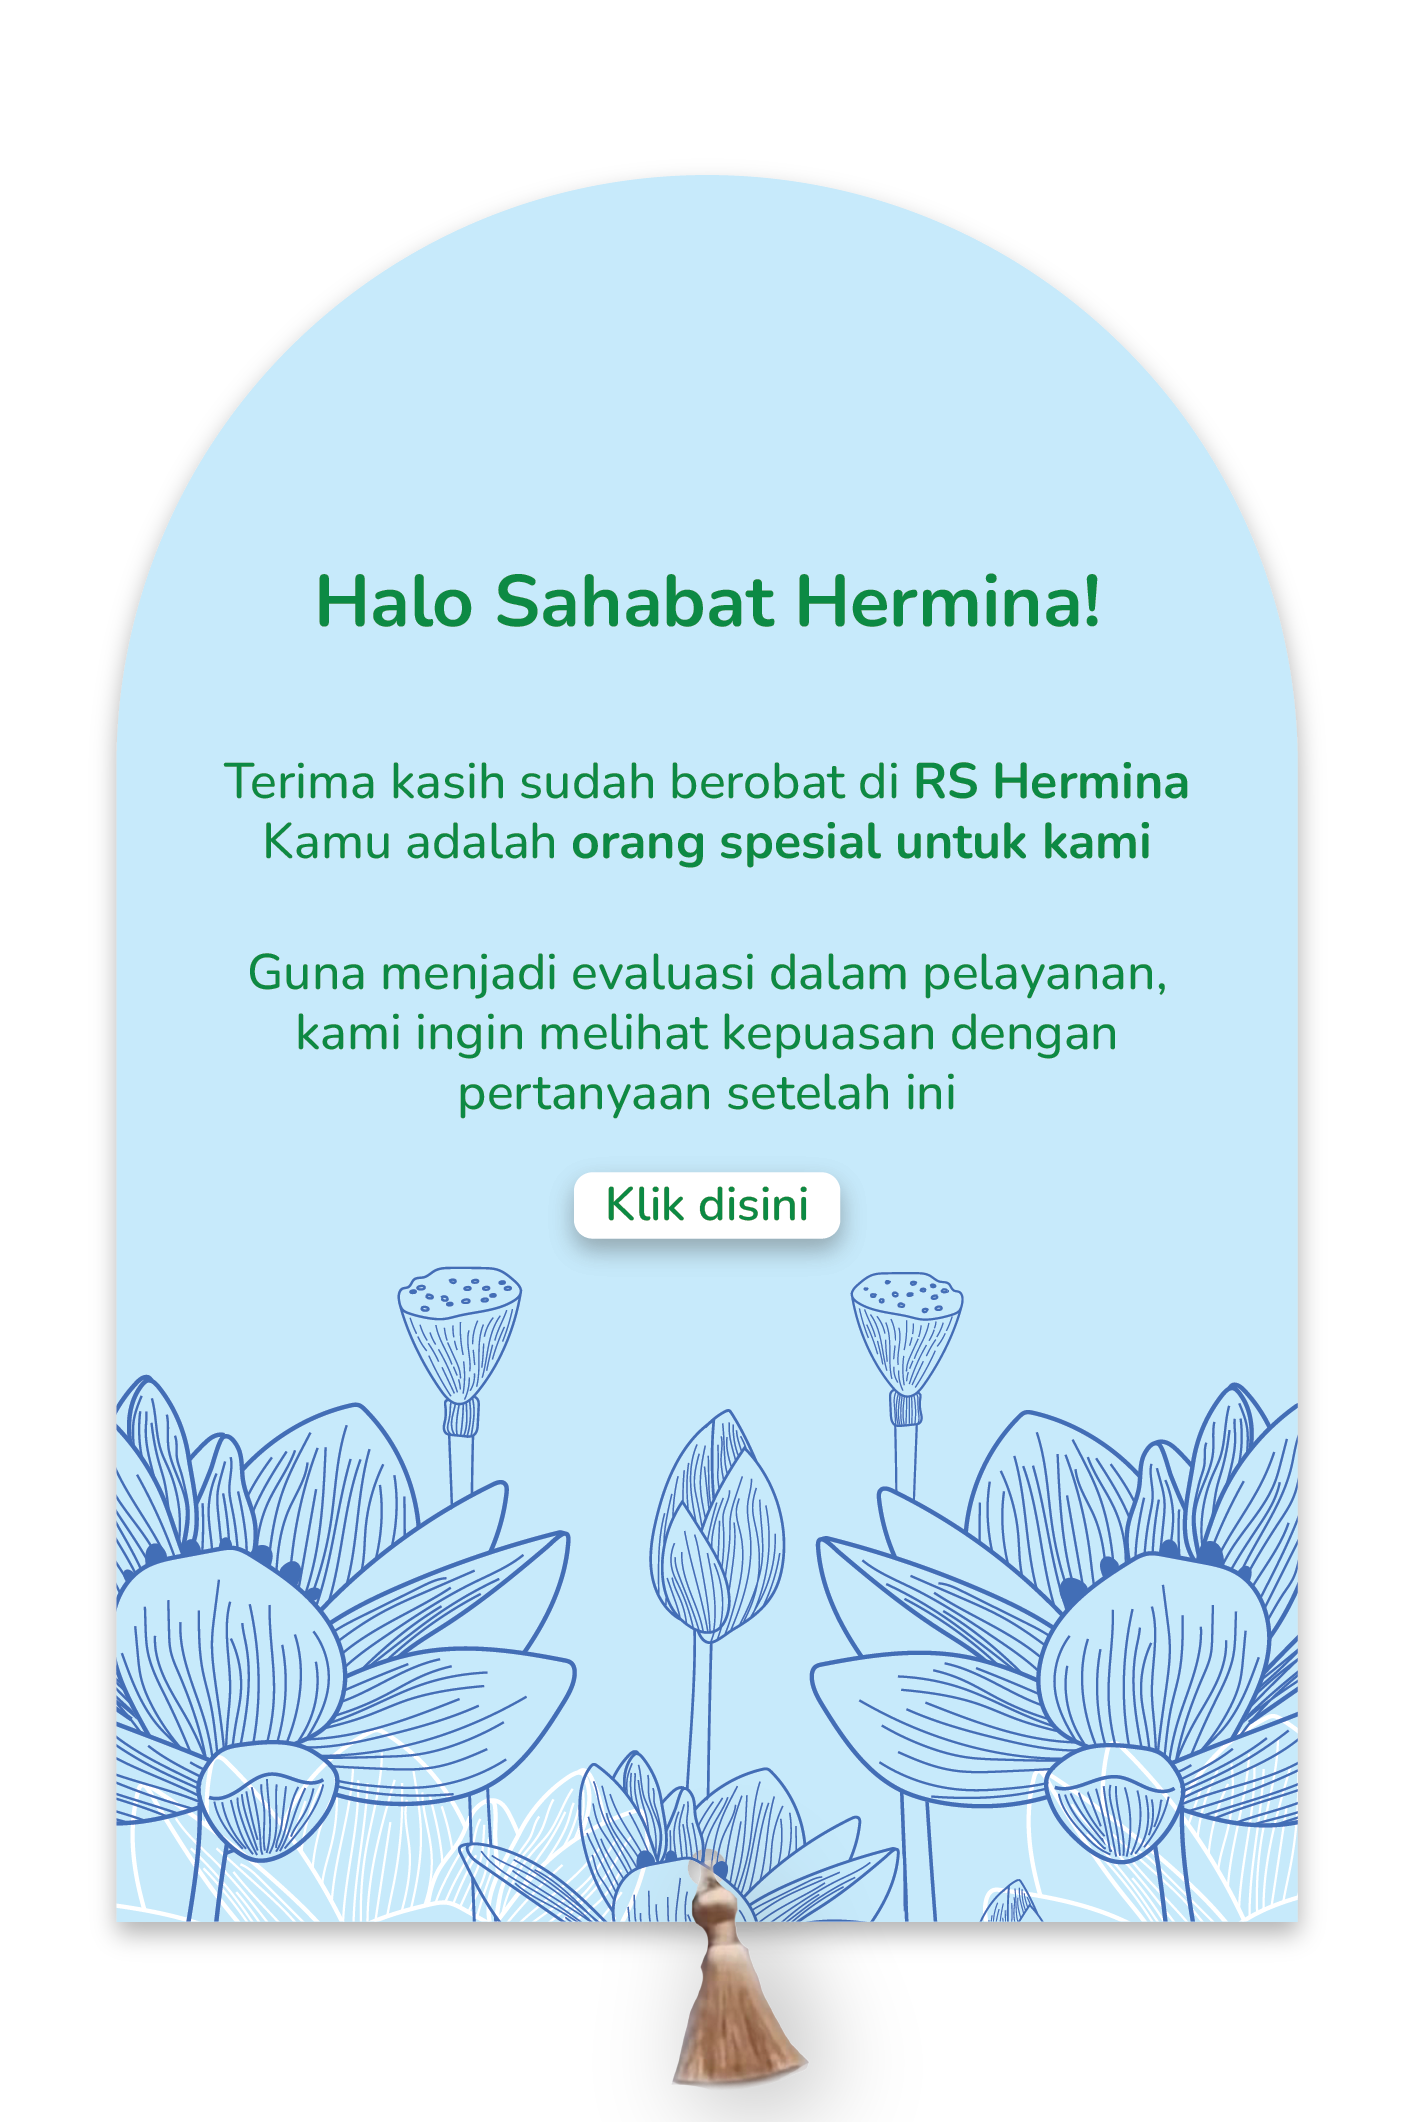 Halo Sahabat Hermina!
Terima kasih sudah berobat di RS Hermina
Kamu adalah orang spesial untuk kami
Guna menjadi evaluasi dalam pelayanan,
kami ingin melihat kepuasan dengan
pertanyaan setelah ini
Klik disini